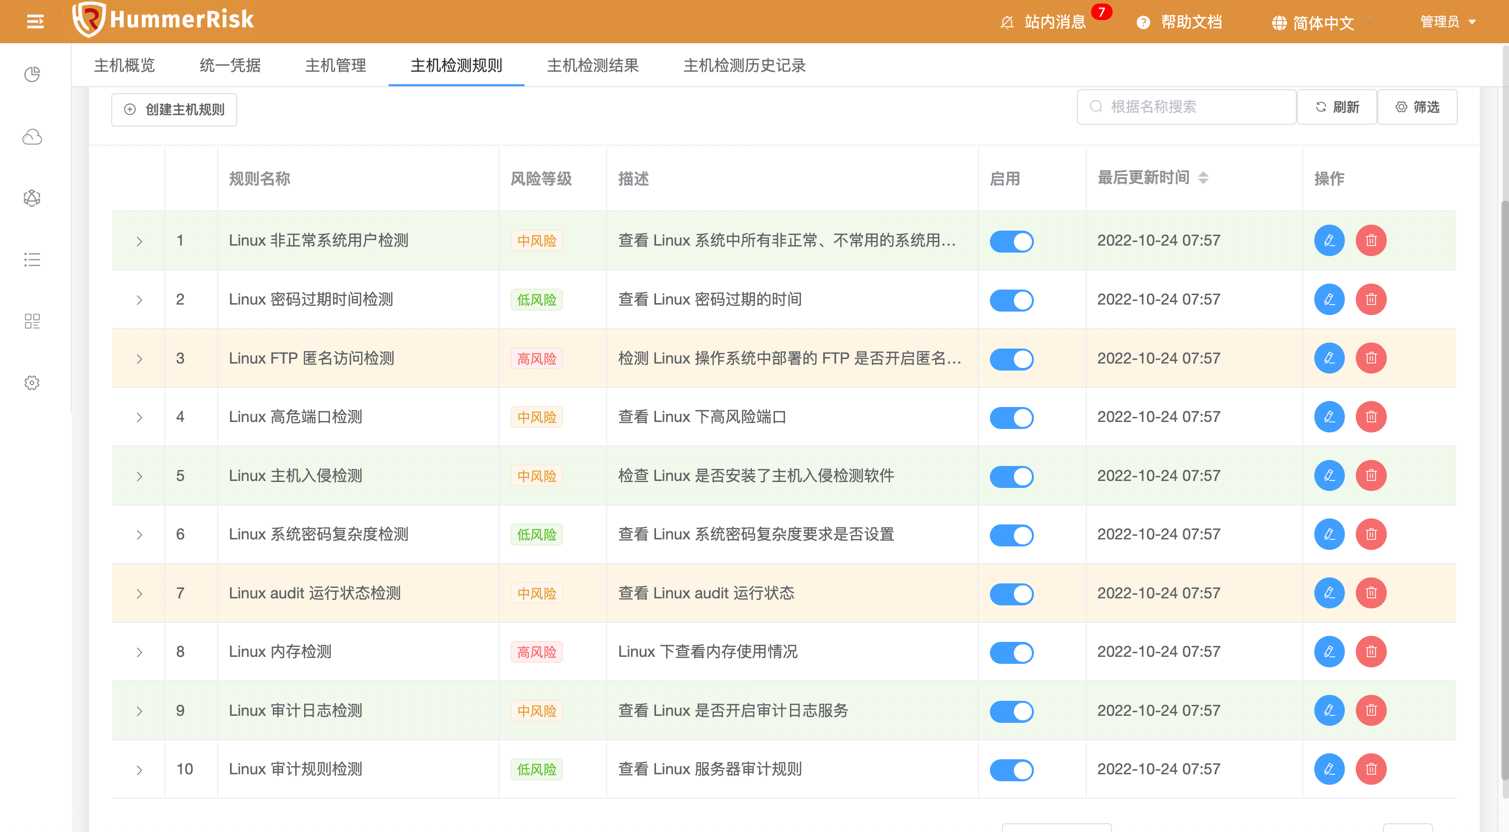 HummerRisk
站内消息 7 帮助文档 简体中文 管理员
主机概览 统一凭据 主机管理 主机检测规则 主机检测结果 主机检测历史记录
创建主机规则 根据名称搜索 刷新 筛选
规则名称 风险等级 描述 启用 最后更新时间 操作
1 Linux 非正常系统用户检测 中风险 查看 Linux 系统中所有非正常、不常用的系统用... 2022-10-24 07:57
2 Linux 密码过期时间检测 低风险 查看 Linux 密码过期的时间 2022-10-24 07:57
3 Linux FTP 匿名访问检测 高风险 检测 Linux 操作系统中部署的 FTP 是否开启匿名... 2022-10-24 07:57
4 Linux 高危端口检测 中风险 查看 Linux 下高风险端口 2022-10-24 07:57
5 Linux 主机入侵检测 中风险 检查 Linux 是否安装了主机入侵检测软件 2022-10-24 07:57
6 Linux 系统密码复杂度检测 低风险 查看 Linux 系统密码复杂度要求是否设置 2022-10-24 07:57
7 Linux audit 运行状态检测 中风险 查看 Linux audit 运行状态 2022-10-24 07:57
8 Linux 内存检测 高风险 Linux 下查看内存使用情况 2022-10-24 07:57
9 Linux 审计日志检测 中风险 查看 Linux 是否开启审计日志服务 2022-10-24 07:57
10 Linux 审计规则检测 低风险 查看 Linux 服务器审计规则 2022-10-24 07:57